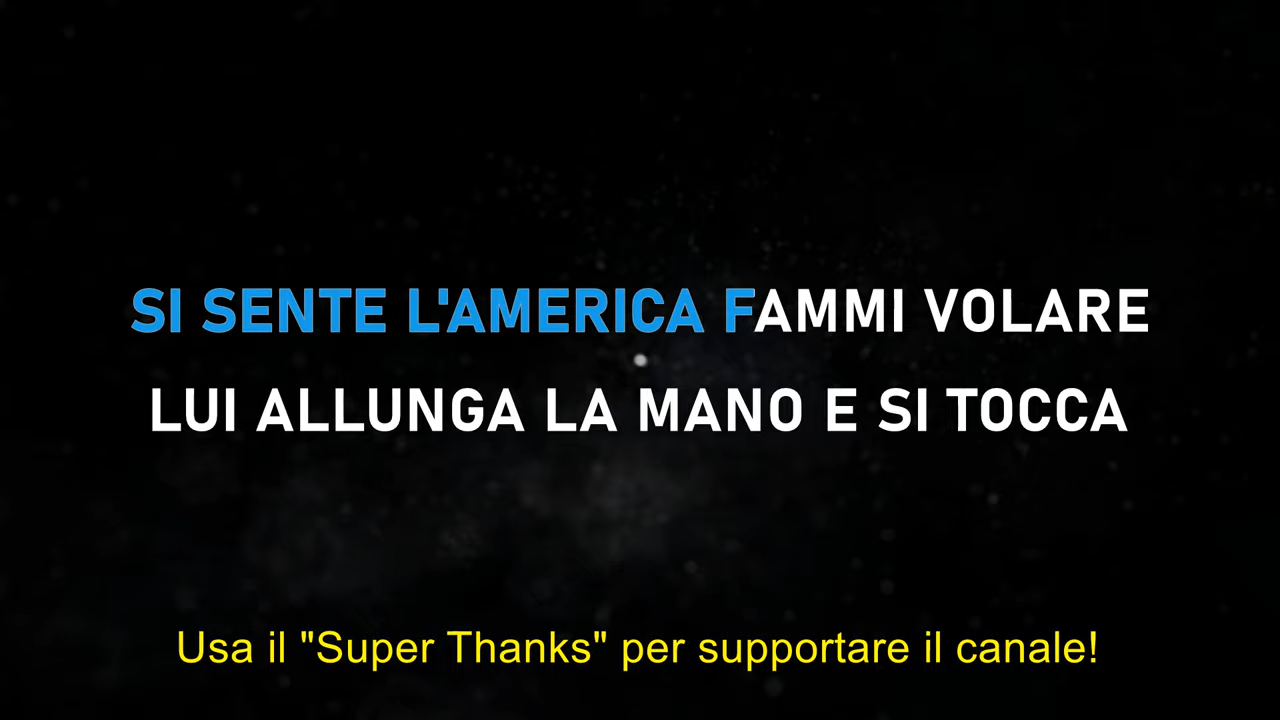 SI SENTE L'AMERICA FAMMI VOLARE
LUI ALLUNGA LA MANO E SI TOCCA
Usa il "Super Thanks" per supportare il canale!